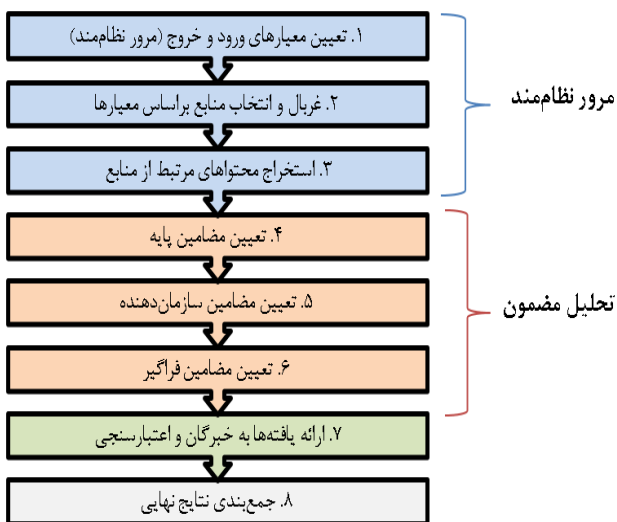 ۱. تعیین معیارهای ورود و خروج (مرور نظام‌مند)
۲. غربال و انتخاب منابع براساس معیارها
۳. استخراج محتواهای مرتبط از منابع
مرور نظام‌مند
۴. تعیین مضامین پایه
۵. تعیین مضامین سازمان‌دهنده
۶. تعیین مضامین فراگیر
تحلیل مضمون
۷. ارائه یافته‌ها به خبرگان و اعتبارسنجی
۸. جمع‌بندی نتایج نهایی